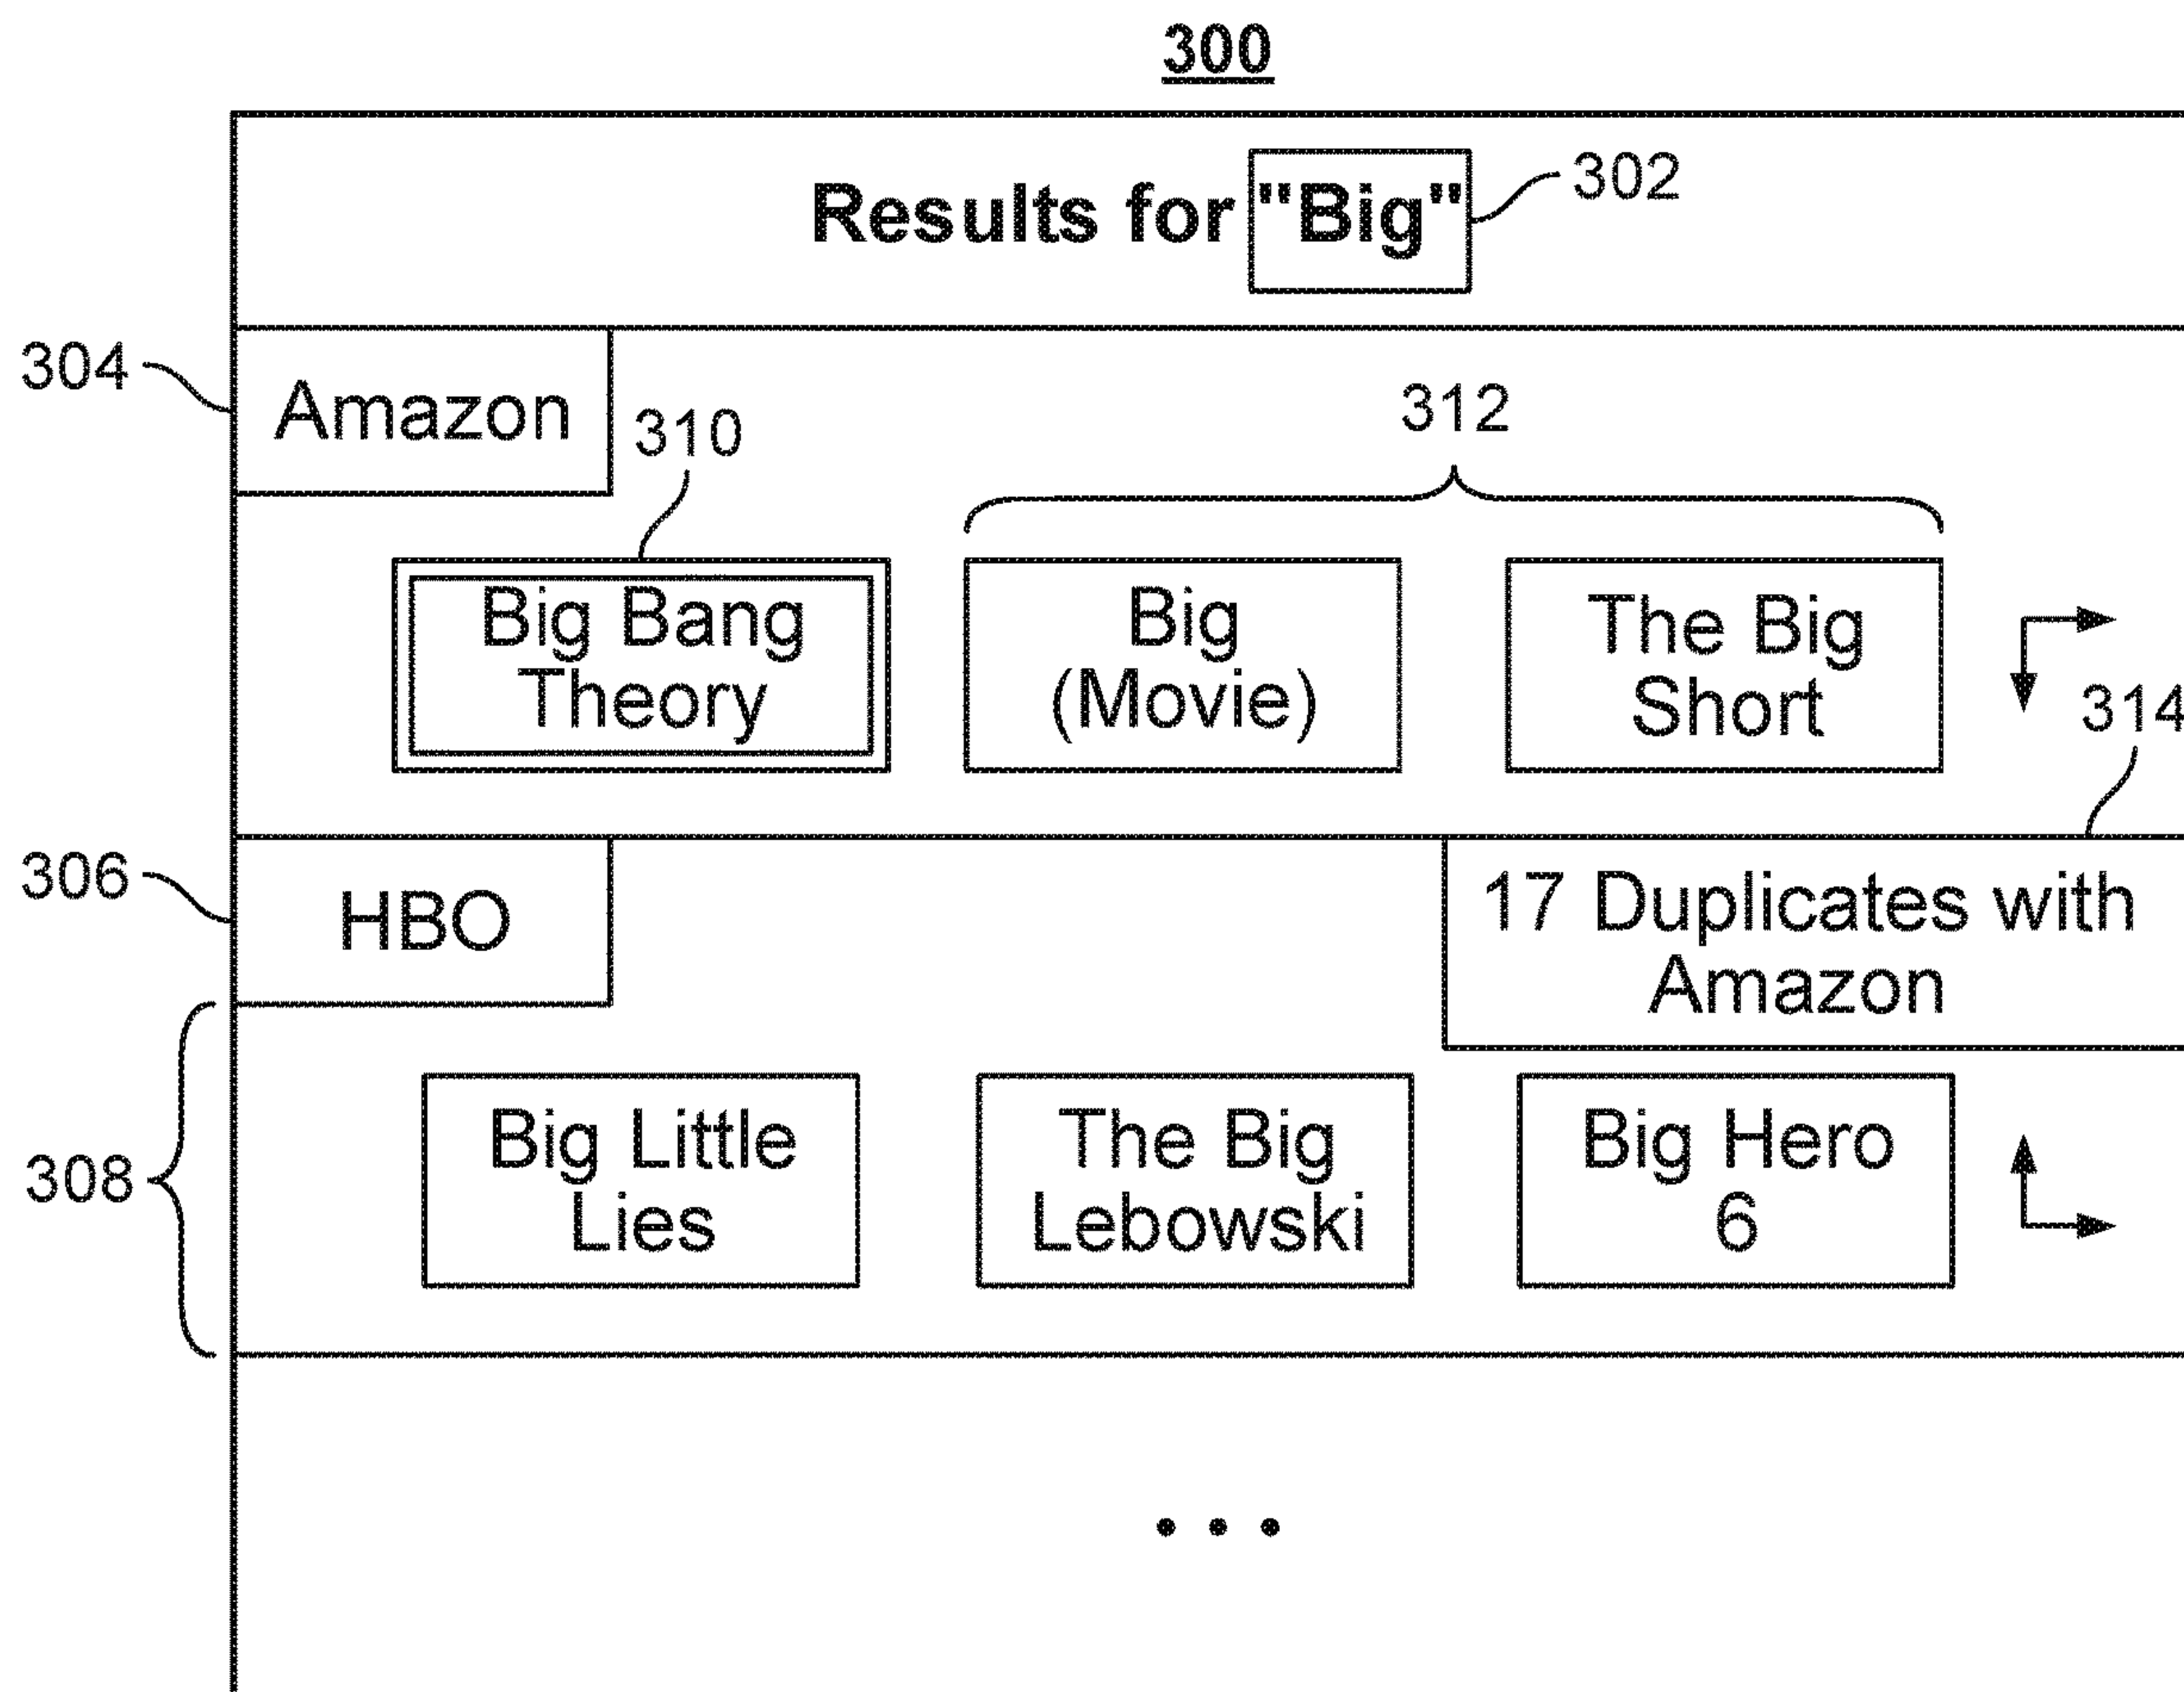 300
Results for "Big"
302
304
Amazon
310
312
Big Bang
Theory
Big
(Movie)
The Big
Short
314
306
HBO
17 Duplicates with
Amazon
308
Big Little
Lies
The Big
Lebowski
Big Hero
6
...